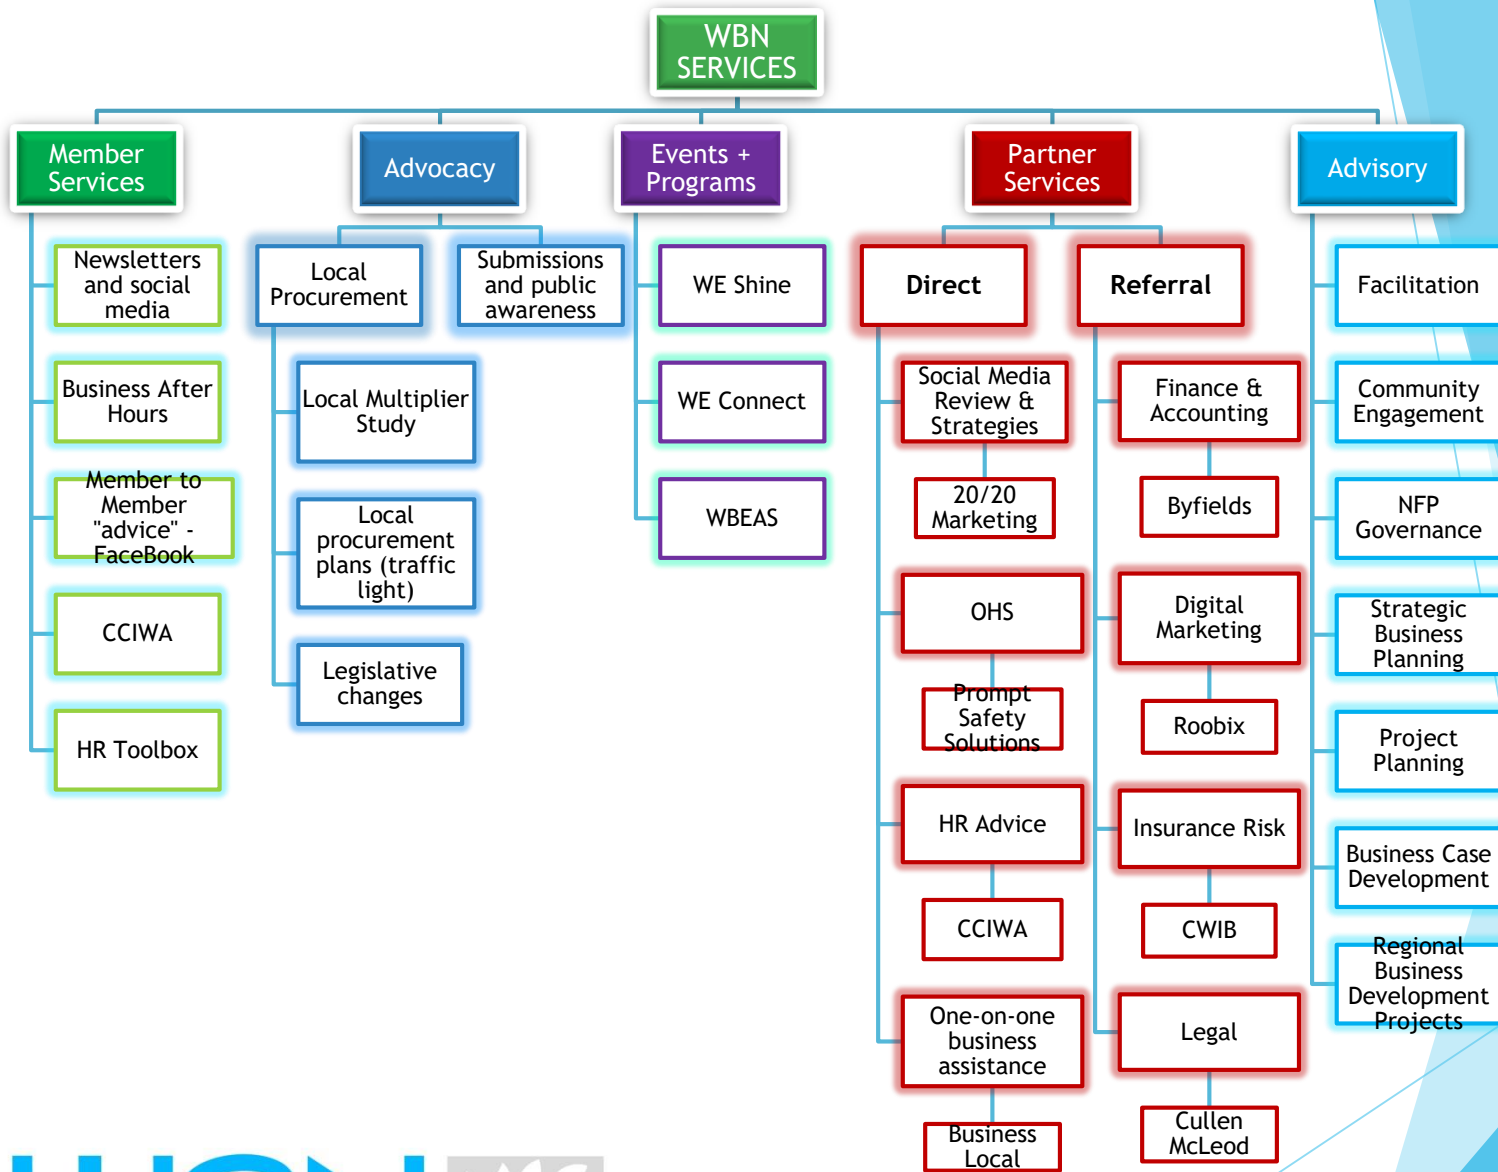 WBN
SERVICES
Member
Services
Advocacy
Events +
Programs
Partner
Services
Advisory
Newsletters
and social
media
Business After
Hours
Member to
Member
"advice" -
FaceBook
CCIWA
HR Toolbox
Local
Procurement
Submissions
and public
awareness
Local Multiplier
Study
Local
procurement
plans (traffic
light)
Legislative
changes
WE Shine
WE Connect
WBEAS
Direct
Social Media
Review &
Strategies
20/20
Marketing
OHS
Prompt
Safety
Solutions
HR Advice
CCIWA
One-on-one
business
assistance
Business
Local
Referral
Finance &
Accounting
Byfields
Digital
Marketing
Roobix
Insurance Risk
CWIB
Legal
Cullen
McLeod
Facilitation
Community
Engagement
NFP
Governance
Strategic
Business
Planning
Project
Planning
Business Case
Development
Regional
Business
Development
Projects